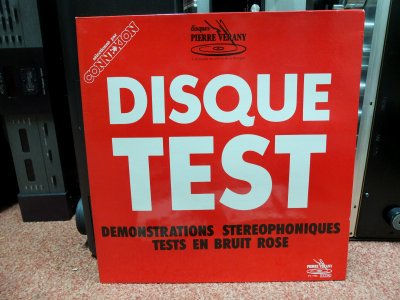 CONNEXION
disques
PIERRE VERANY
DISQUE
TEST
DEMONSTRATIONS STEREOPHONIQUES
TESTS EN BRUIT ROSE
PIERRE VERANY